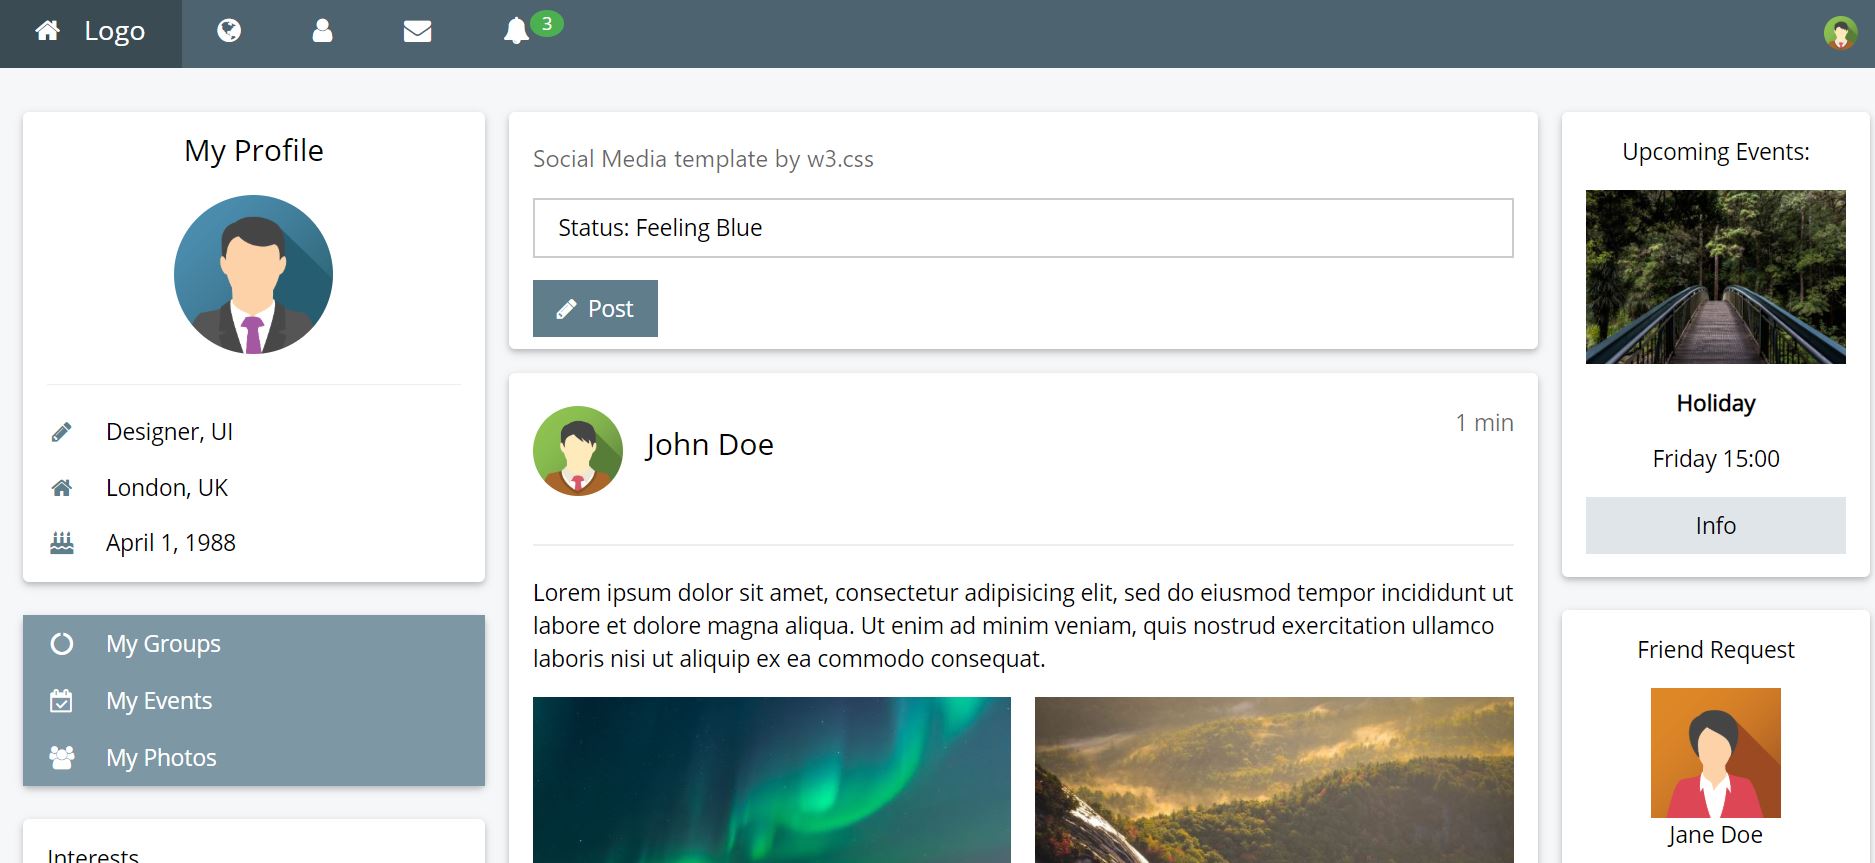 Logo
3
My Profile
Designer, UI
London, UK
April 1, 1988
My Groups
My Events
My Photos
Interests
Social Media template by w3.css
Status: Feeling Blue
Post
John Doe
1 min
Lorem ipsum dolor sit amet, consectetur adipisicing elit, sed do eiusmod tempor incididunt ut
labore et dolore magna aliqua. Ut enim ad minim veniam, quis nostrud exercitation ullamco
laboris nisi ut aliquip ex ea commodo consequat.
Upcoming Events:
Holiday
Friday 15:00
Info
Friend Request
Jane Doe